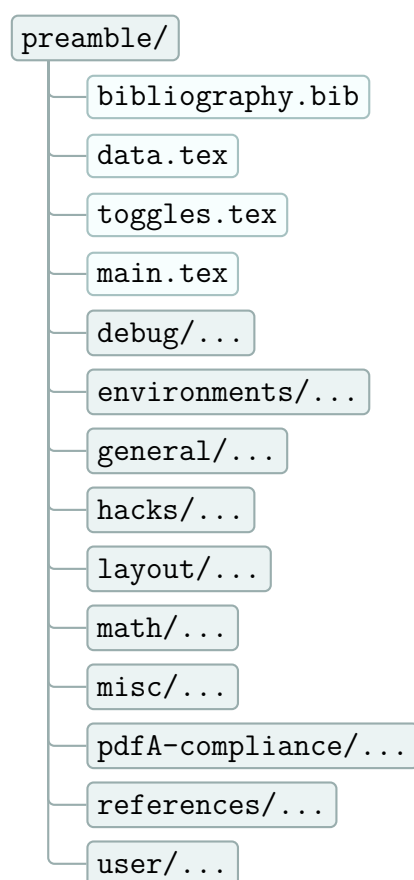 preamble/
bibliography.bib
data.tex
toggles.tex
main.tex
debug/...
environments/...
general/...
hacks/...
layout/...
math/...
misc/...
pdfA-compliance/...
references/...
user/...